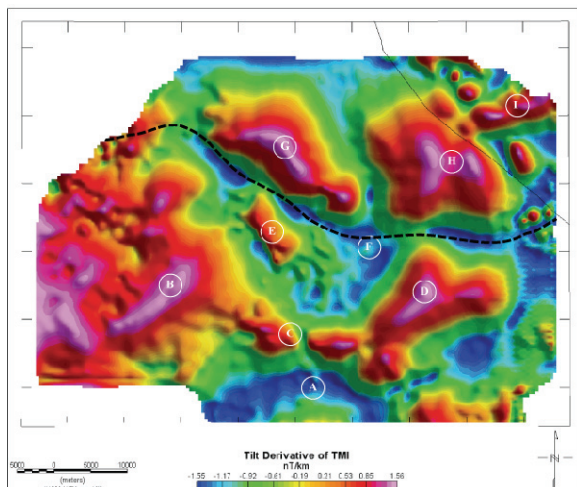 I
G
H
E
F
B
D
C
A
Tilt Derivative of TMI
nT/km
5000 0 5000 10000
(meters)
-1.55 -1.17 -0.92 -0.61 -0.19 0.21 0.53 0.85 1.56